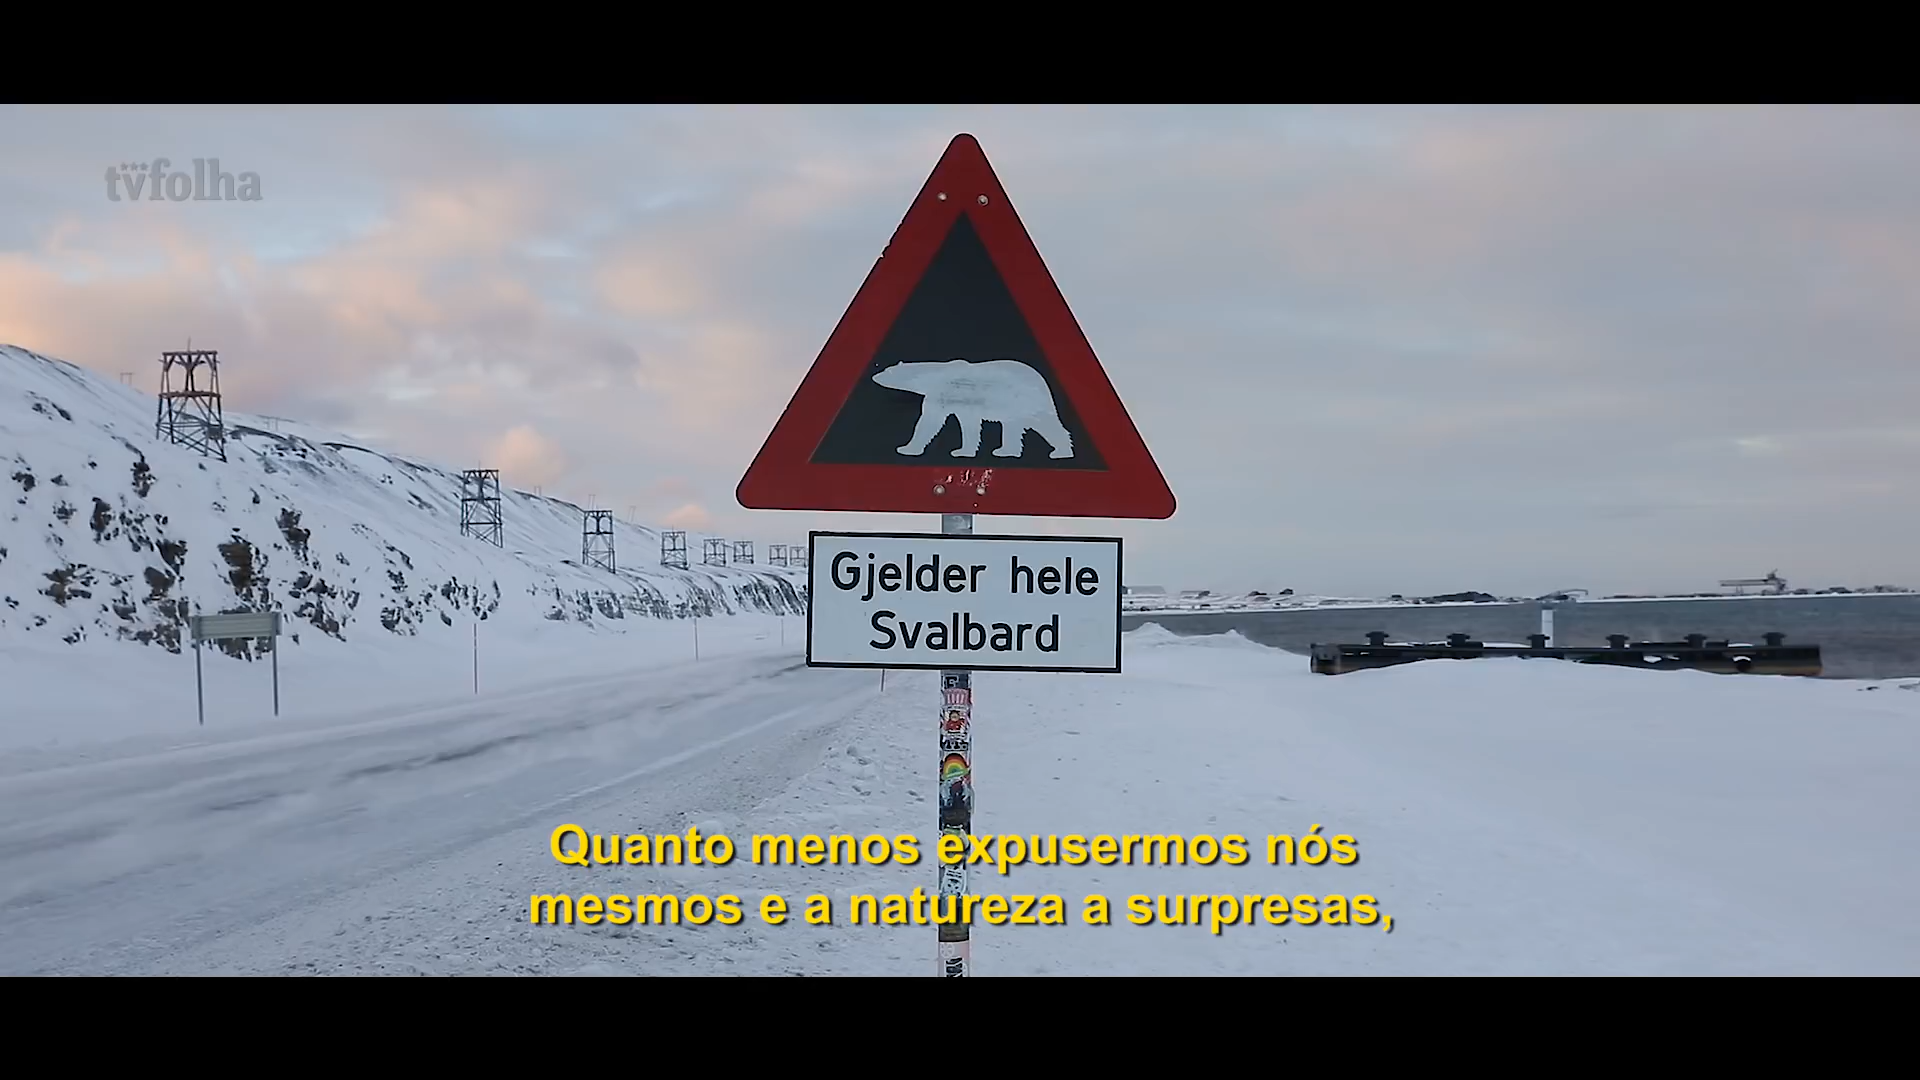 tvfolha
Gjelder hele
Svalbard
Quanto menos expusermos nós
mesmos e a natureza a surpresas,